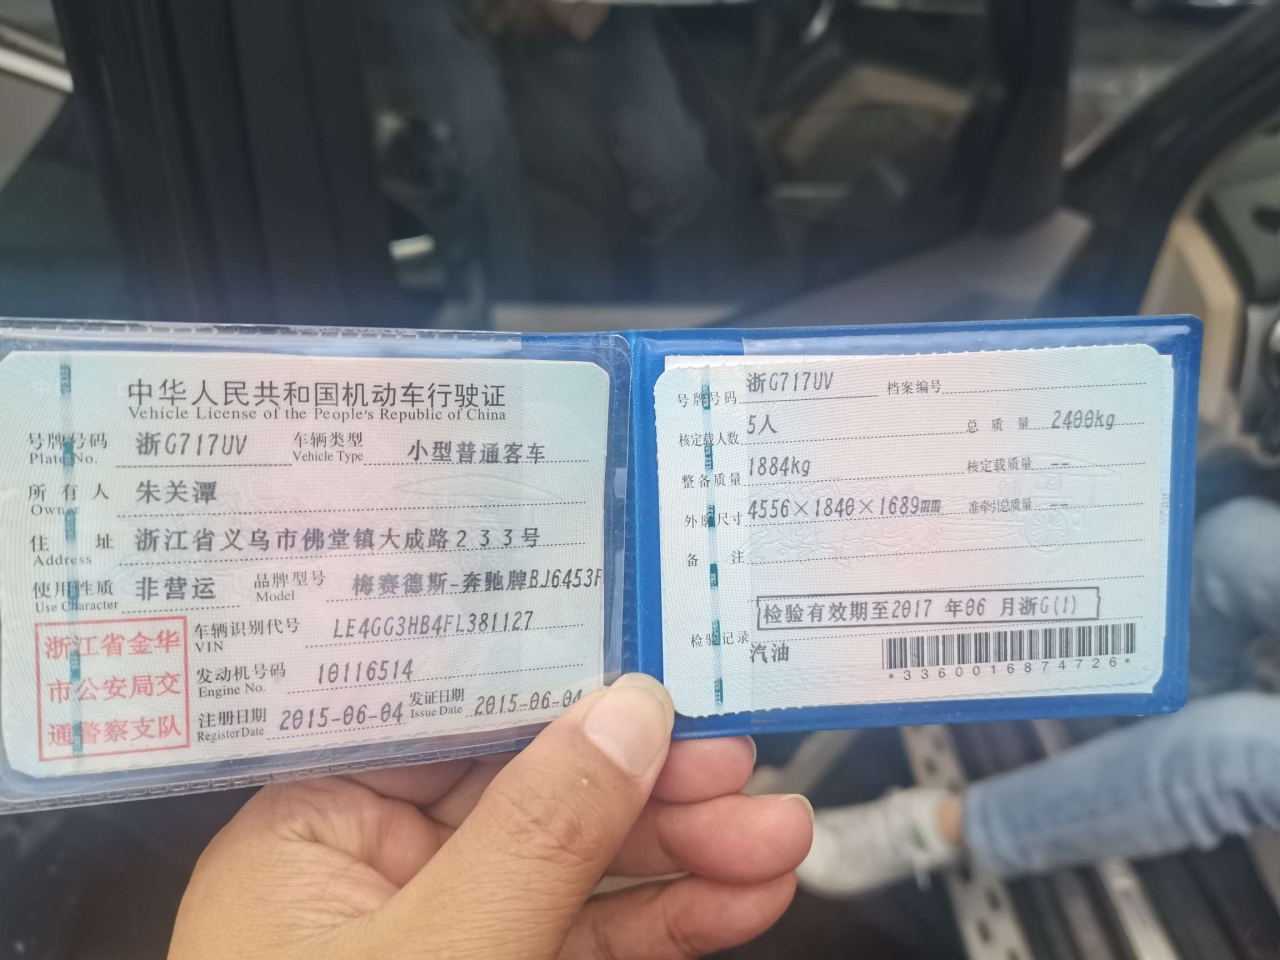 中华人民共和国机动车行驶证
Vehicle License of the People's Republic of China
号牌号码 浙G717UV 车辆类型 小型普通客车
Plate No. Vehicle Type
所有人 朱关潭
Owner
住址 浙江省义乌市佛堂镇大成路233号
Address
使用性质 非营运 品牌型号 梅赛德斯-奔驰牌BJ6453F
Use Character Model
浙江省金华
市公安局交
通警察支队
车辆识别代号 LE4GG3HB4FL381127
VIN
发动机号码 10116514
Engine No.
注册日期 2015-06-04 发证日期 2015-06-04
Register Date Issue Date
号牌号码 浙G717UV 档案编号
核定载人数 5人 总质量 2400kg
整备质量 1884kg 核定载质量 --
外廓尺寸 4556×1840×1689mm 准牵引总质量 --
备注
检验有效期至2017 年06 月浙G(1)
检验记录
汽油
*3360016874726*